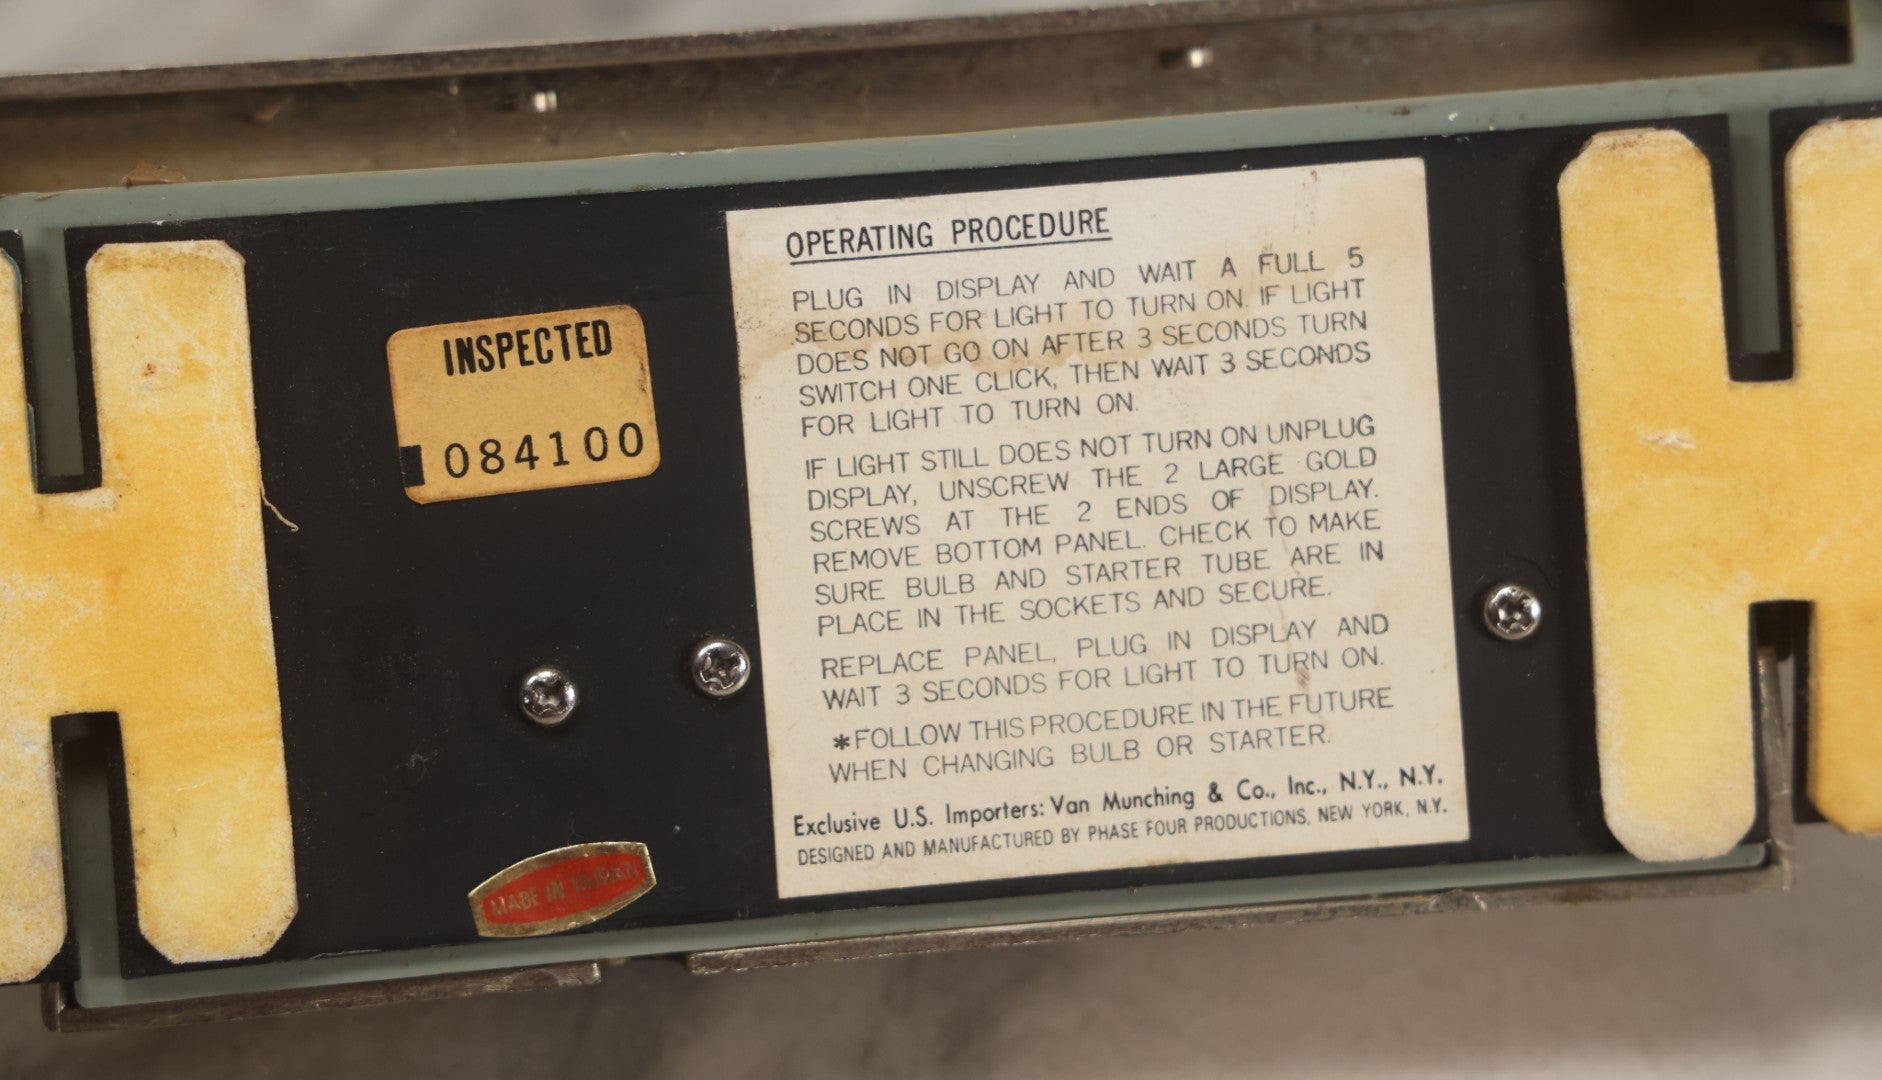 INSPECTED
084100
OPERATING PROCEDURE
PLUG IN DISPLAY AND WAIT A FULL 5
SECONDS FOR LIGHT TO TURN ON. IF LIGHT
DOES NOT GO ON AFTER 3 SECONDS TURN
SWITCH ONE CLICK, THEN WAIT 3 SECONDS
FOR LIGHT TO TURN ON.
IF LIGHT STILL DOES NOT TURN ON UNPLUG
DISPLAY, UNSCREW THE 2 LARGE GOLD
SCREWS AT THE 2 ENDS OF DISPLAY.
REMOVE BOTTOM PANEL. CHECK TO MAKE
SURE BULB AND STARTER TUBE ARE IN
PLACE IN THE SOCKETS AND SECURE.
REPLACE PANEL, PLUG IN DISPLAY AND
WAIT 3 SECONDS FOR LIGHT TO TURN ON.
*FOLLOW THIS PROCEDURE IN THE FUTURE
WHEN CHANGING BULB OR STARTER.
Exclusive U.S. Importers: Van Munching & Co., Inc., N.Y., N.Y.
DESIGNED AND MANUFACTURED BY PHASE FOUR PRODUCTIONS, NEW YORK, N.Y.
MADE IN TAIWAN